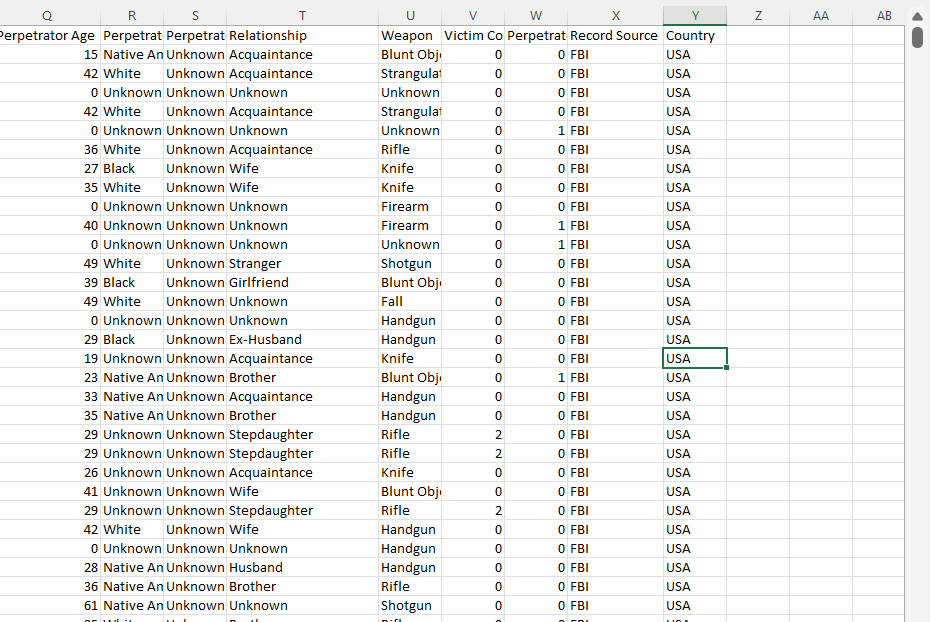 Q R S T U V W X Y Z AA AB
Perpetrator Age Perpetrat Perpetrat Relationship Weapon Victim Co Perpetrat Record Source Country
15 Native An Unknown Acquaintance Blunt Obj 0 0 FBI USA
42 White Unknown Acquaintance Strangulat 0 0 FBI USA
0 Unknown Unknown Unknown Unknown 0 0 FBI USA
42 White Unknown Acquaintance Strangulat 0 0 FBI USA
0 Unknown Unknown Unknown Unknown 0 1 FBI USA
36 White Unknown Acquaintance Rifle 0 0 FBI USA
27 Black Unknown Wife Knife 0 0 FBI USA
35 White Unknown Wife Knife 0 0 FBI USA
0 Unknown Unknown Unknown Firearm 0 0 FBI USA
40 Unknown Unknown Unknown Firearm 0 1 FBI USA
0 Unknown Unknown Unknown Unknown 0 1 FBI USA
49 White Unknown Stranger Shotgun 0 0 FBI USA
39 Black Unknown Girlfriend Blunt Obj 0 0 FBI USA
49 White Unknown Unknown Fall 0 0 FBI USA
0 Unknown Unknown Unknown Handgun 0 0 FBI USA
29 Black Unknown Ex-Husband Handgun 0 0 FBI USA
19 Unknown Unknown Acquaintance Knife 0 0 FBI USA
23 Native An Unknown Brother Blunt Obj 0 1 FBI USA
33 Native An Unknown Acquaintance Handgun 0 0 FBI USA
35 Native An Unknown Brother Handgun 0 0 FBI USA
29 Unknown Unknown Stepdaughter Rifle 2 0 FBI USA
29 Unknown Unknown Stepdaughter Rifle 2 0 FBI USA
26 Unknown Unknown Acquaintance Knife 0 0 FBI USA
41 Unknown Unknown Wife Blunt Obj 0 0 FBI USA
29 Unknown Unknown Stepdaughter Rifle 2 0 FBI USA
42 White Unknown Wife Handgun 0 0 FBI USA
0 Unknown Unknown Unknown Handgun 0 0 FBI USA
28 Native An Unknown Husband Handgun 0 0 FBI USA
36 Native An Unknown Brother Rifle 0 0 FBI USA
61 Native An Unknown Unknown Shotgun 0 0 FBI USA